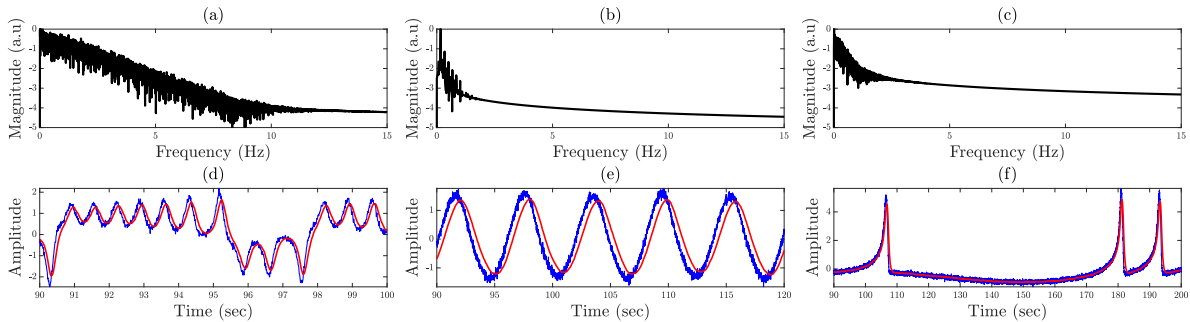 (a)
(b)
(c)
Magnitude (a.u)
0
-1
-2
-3
-4
-5
0
5
10
15
Frequency (Hz)
Magnitude (a.u)
0
-1
-2
-3
-4
-5
0
5
10
15
Frequency (Hz)
Magnitude (a.u)
0
-1
-2
-3
-4
-5
0
5
10
15
Frequency (Hz)
(d)
(e)
(f)
Amplitude
2
1
0
-1
-2
90 91 92 93 94 95 96 97 98 99 100
Time (sec)
Amplitude
1
0
-1
90 95 100 105 110 115 120
Time (sec)
Amplitude
4
2
0
90 100 110 120 130 140 150 160 170 180 190 200
Time (sec)